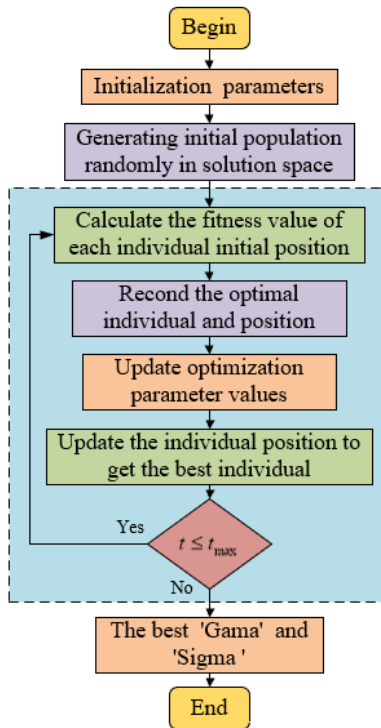 Begin
Initialization parameters
Generating initial population
randomly in solution space
Calculate the fitness value of
each individual initial position
Recond the optimal
individual and position
Update optimization
parameter values
Update the individual position to
get the best individual
Yes
t ≤ tmax
No
The best 'Gama' and
'Sigma '
End